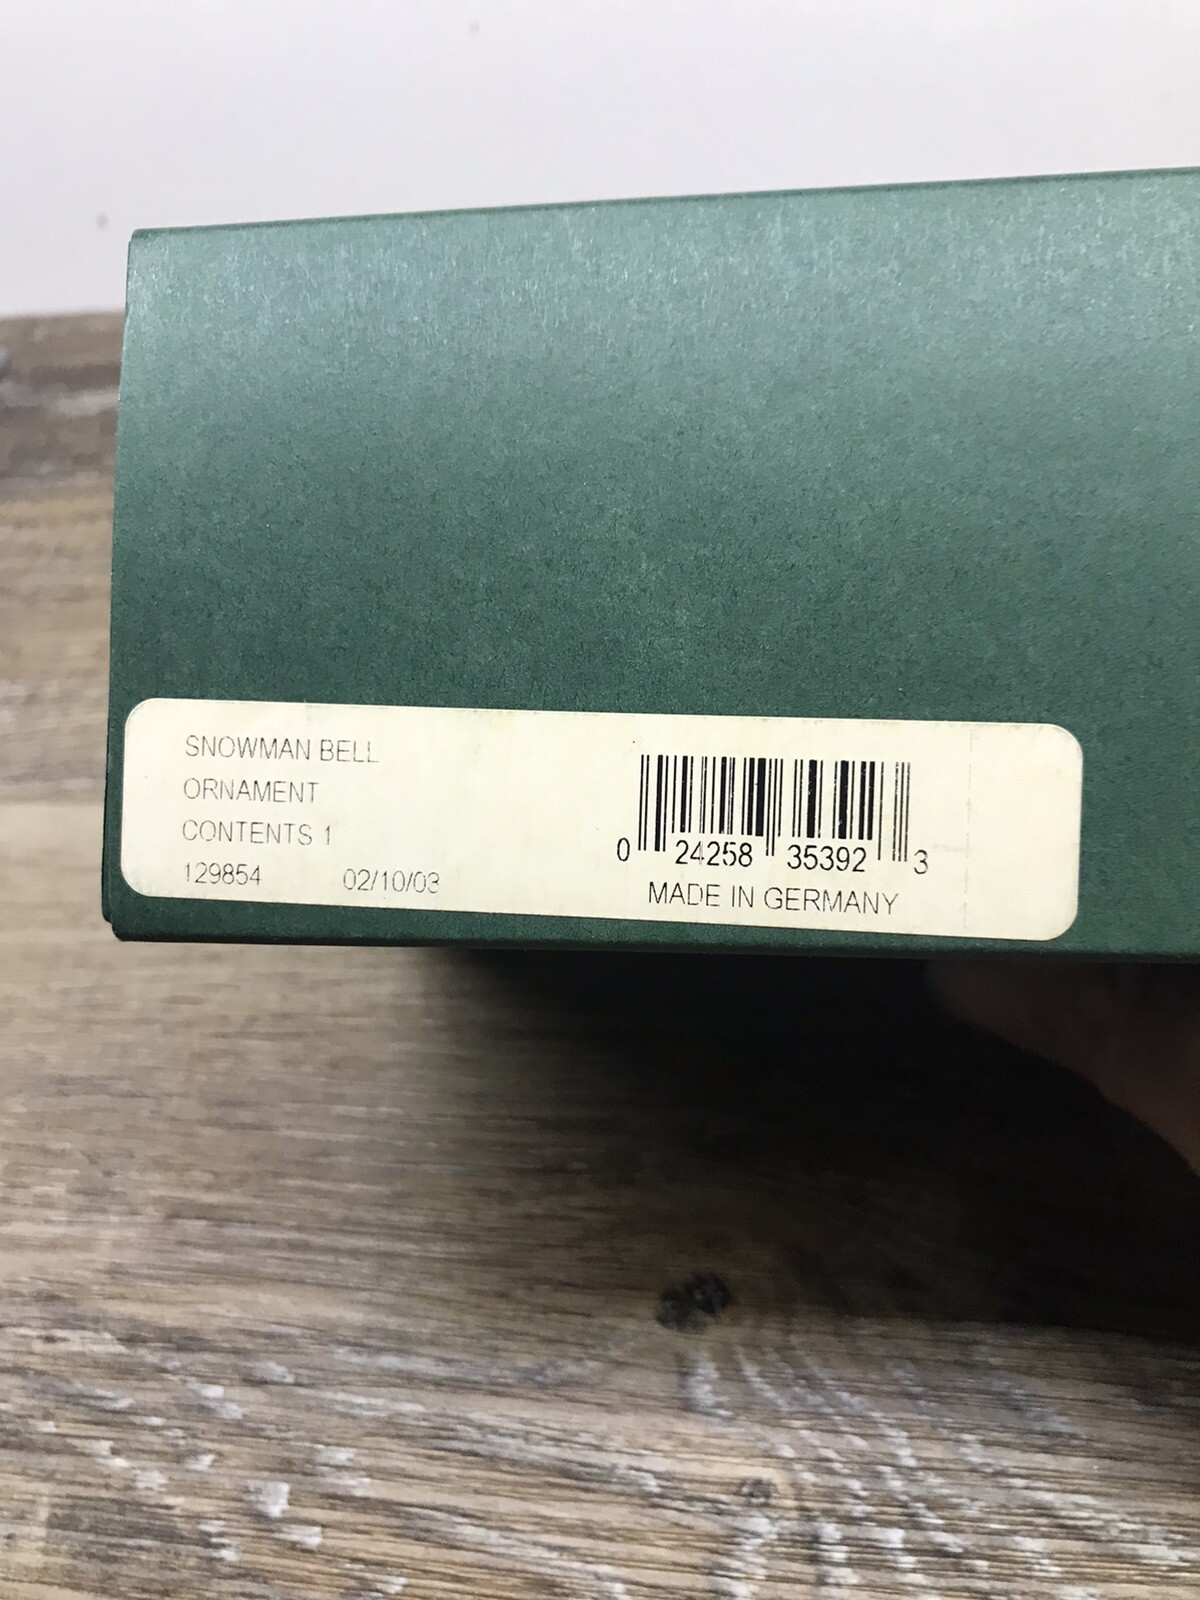 SNOWMAN BELL
ORNAMENT
CONTENTS 1
129854 02/10/03
0 24258 35392 3
MADE IN GERMANY